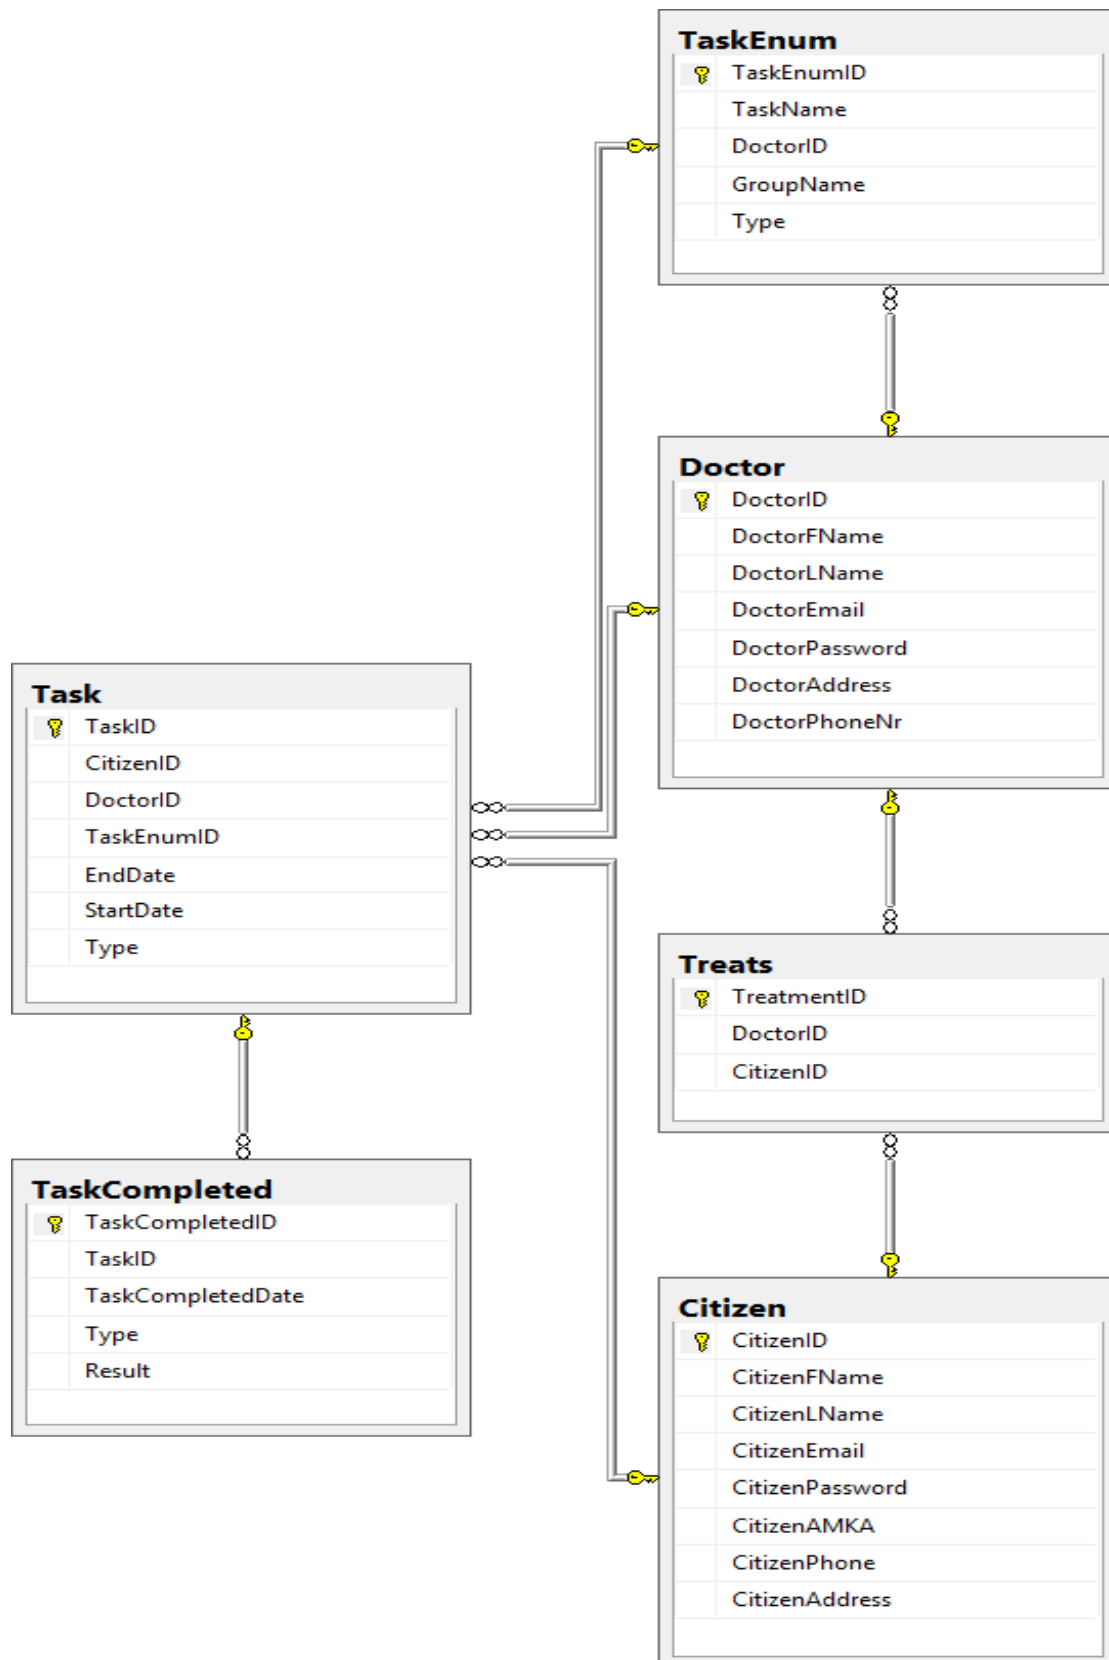 TaskEnum
TaskEnumID
TaskName
DoctorID
GroupName
Type
Doctor
DoctorID
DoctorFName
DoctorLName
DoctorEmail
DoctorPassword
DoctorAddress
DoctorPhoneNr
Task
TaskID
CitizenID
DoctorID
TaskEnumID
EndDate
StartDate
Type
Treats
TreatmentID
DoctorID
CitizenID
TaskCompleted
TaskCompletedID
TaskID
TaskCompletedDate
Type
Result
Citizen
CitizenID
CitizenFName
CitizenLName
CitizenEmail
CitizenPassword
CitizenAMKA
CitizenPhone
CitizenAddress